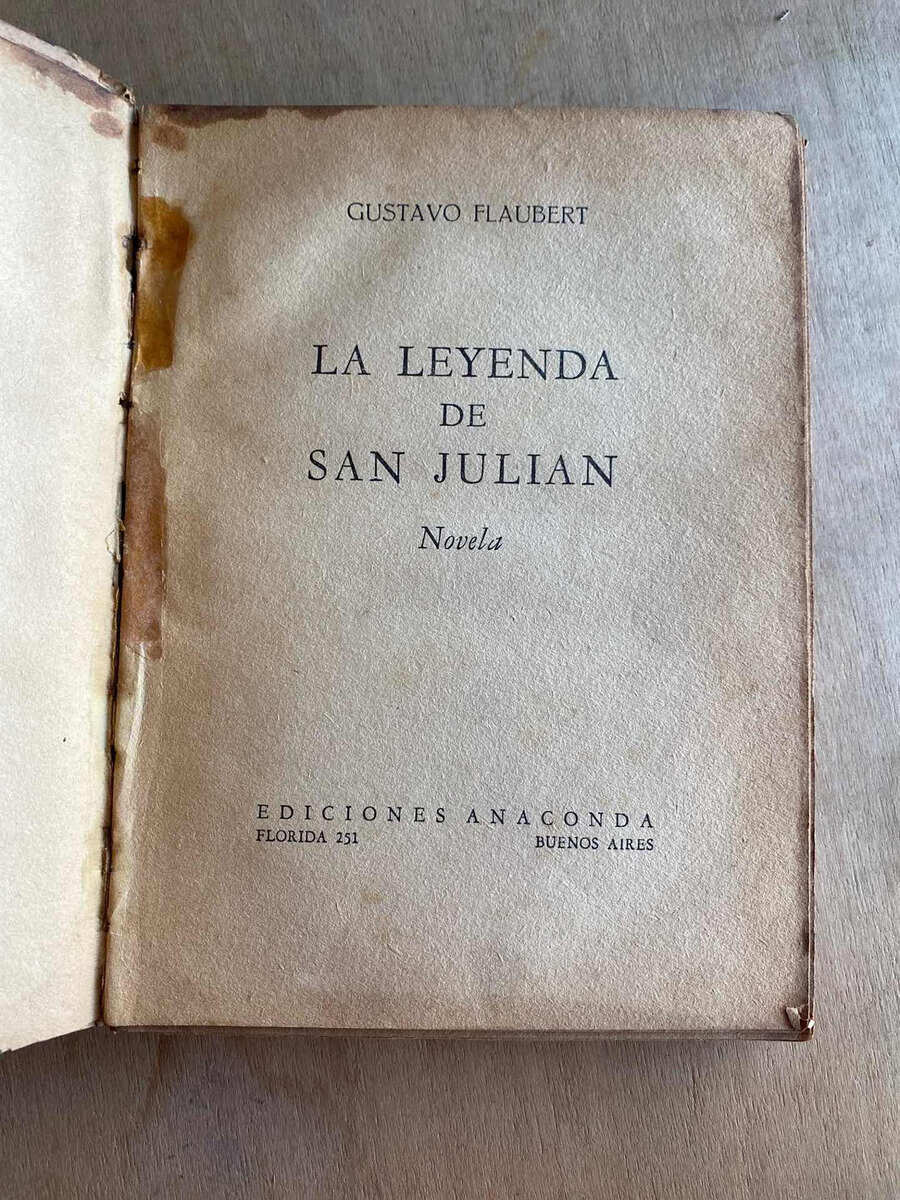 GUSTAVO FLAUBERT
LA LEYENDA
DE
SAN JULIAN
Novela
EDICIONES ANACONDA
FLORIDA 251 BUENOS AIRES